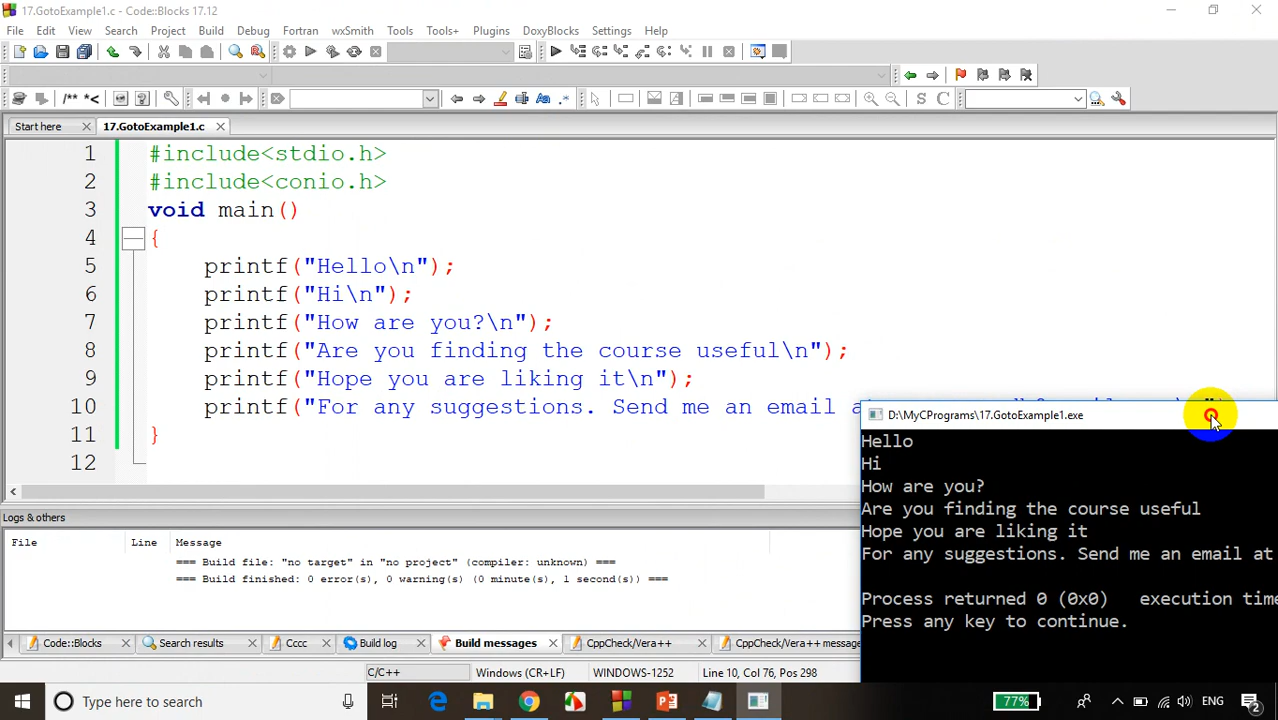 17.GotoExample1.c - Code::Blocks 17.12
File Edit View Search Project Build Debug Fortran wxSmith Tools Tools+ Plugins DoxyBlocks Settings Help
/** *<
Aa .*
S C
Start here
17.GotoExample1.c
1 #include<stdio.h>
2 #include<conio.h>
3 void main()
4 {
5 printf("Hello\n");
6 printf("Hi\n");
7 printf("How are you?\n");
8 printf("Are you finding the course useful\n");
9 printf("Hope you are liking it\n");
10 printf("For any suggestions. Send me an email
11 }
12
D:\MyCPrograms\17.GotoExample1.exe
Hello
Hi
How are you?
Are you finding the course useful
Hope you are liking it
For any suggestions. Send me an email at
Process returned 0 (0x0) execution time
Press any key to continue.
Logs & others
File Line Message
=== Build file: "no target" in "no project" (compiler: unknown) ===
=== Build finished: 0 error(s), 0 warning(s) (0 minute(s), 1 second(s)) ===
Code::Blocks Search results Cccc Build log Build messages CppCheck/Vera++ CppCheck/Vera++ message
C/C++ Windows (CR+LF) WINDOWS-1252 Line 10, Col 76, Pos 298
Type here to search
77%
ENG
2